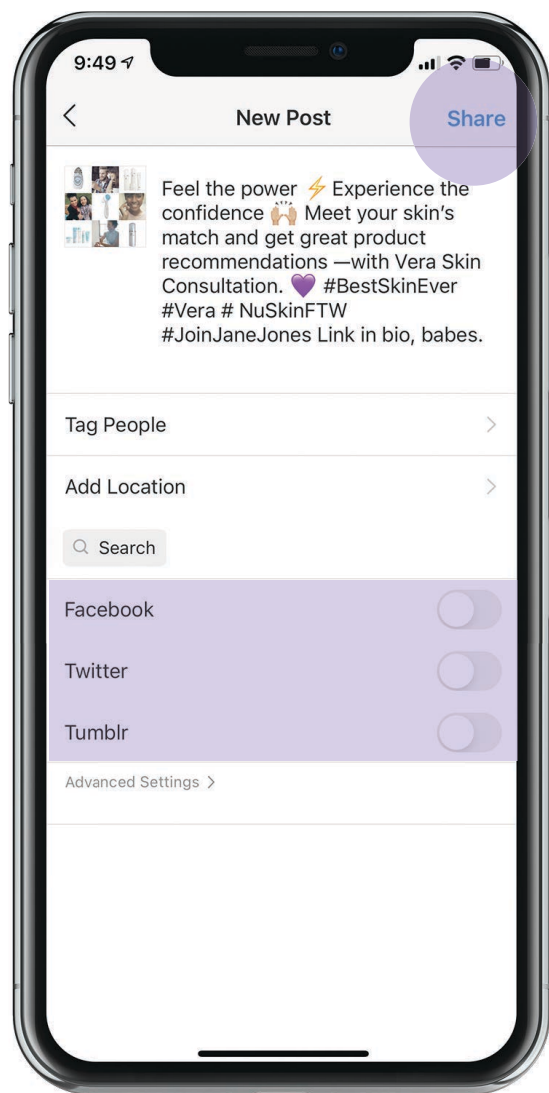 9:49
New Post
Share
Feel the power ⚡ Experience the
confidence 🙌🏼 Meet your skin’s
match and get great product
recommendations —with Vera Skin
Consultation. 💜 #BestSkinEver
#Vera # NuSkinFTW
#JoinJaneJones Link in bio, babes.
Tag People
Add Location
Search
Facebook
Twitter
Tumblr
Advanced Settings